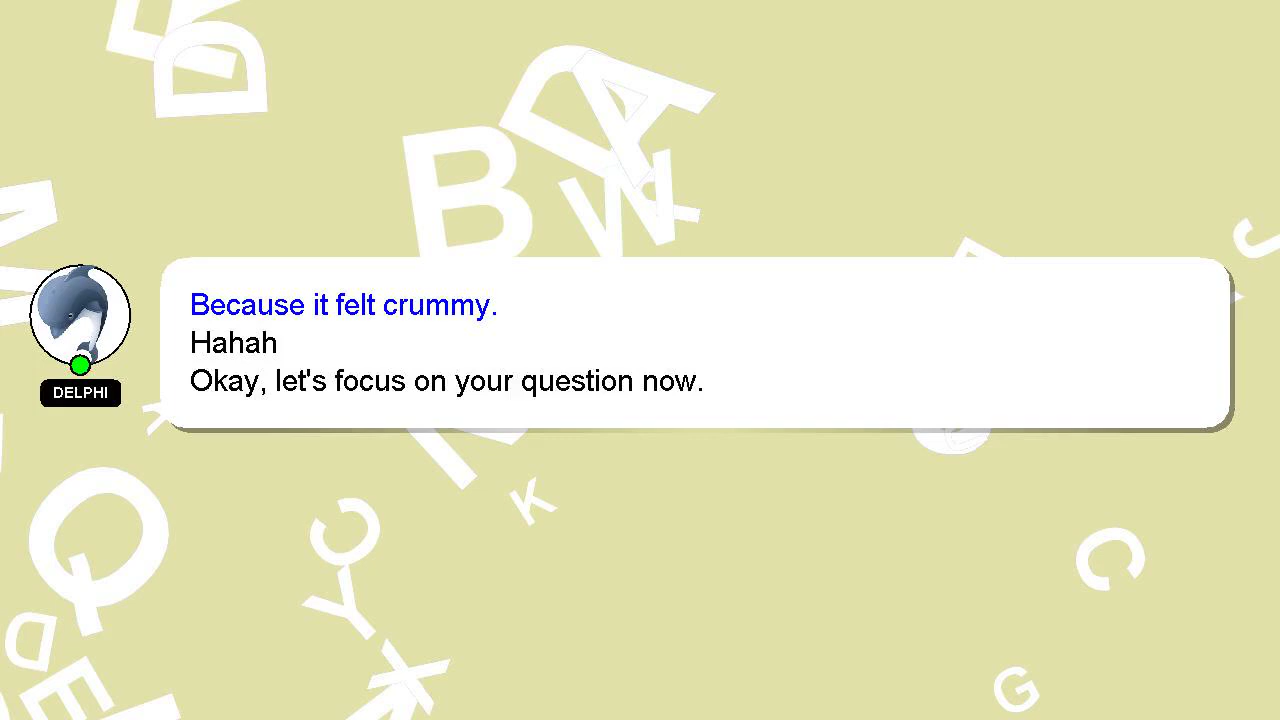 Because it felt crummy.
Hahah
Okay, let's focus on your question now.
DELPHI